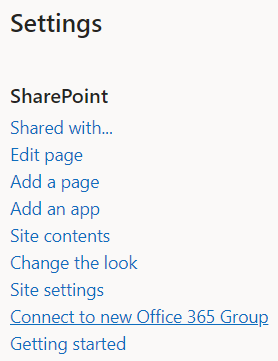 Settings
SharePoint
Shared with...
Edit page
Add a page
Add an app
Site contents
Change the look
Site settings
Connect to new Office 365 Group
Getting started